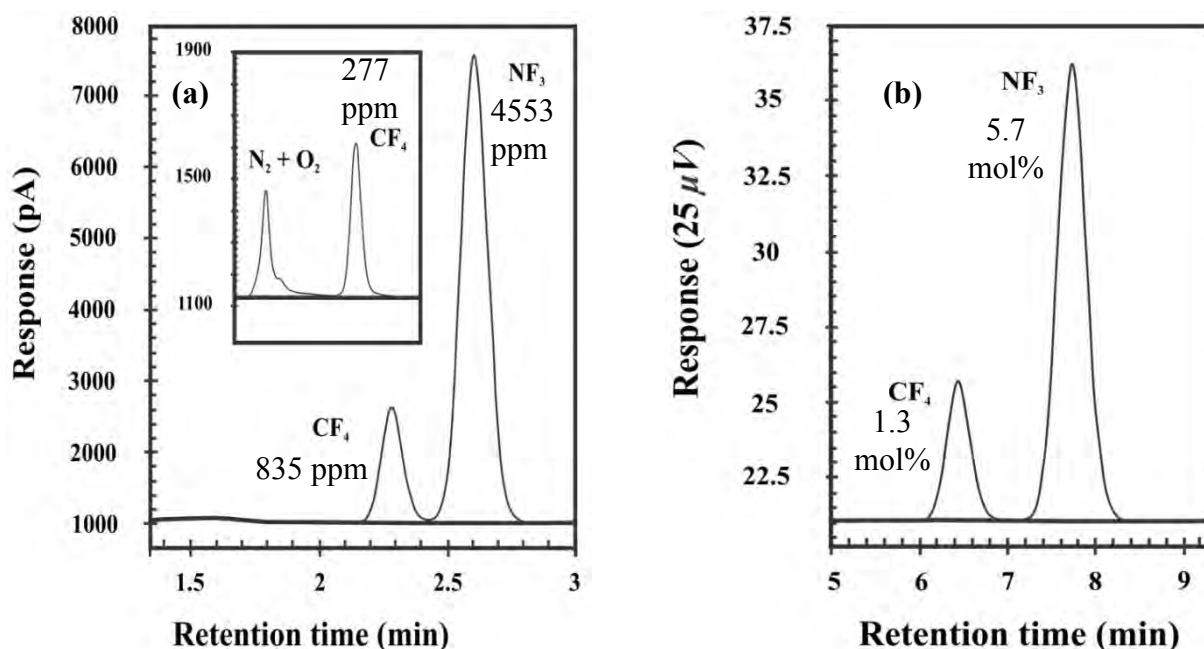 8000
7000
6000
5000
4000
3000
2000
1000
Response (pA)
(a)
1900
1500
1100
277
ppm
CF₄
N₂ + O₂
NF₃
4553
ppm
CF₄
835 ppm
1.5
2
2.5
3
Retention time (min)
37.5
35
32.5
30
27.5
25
22.5
Response (25 μV)
(b)
NF₃
5.7
mol%
CF₄
1.3
mol%
5
6
7
8
9
Retention time (min)